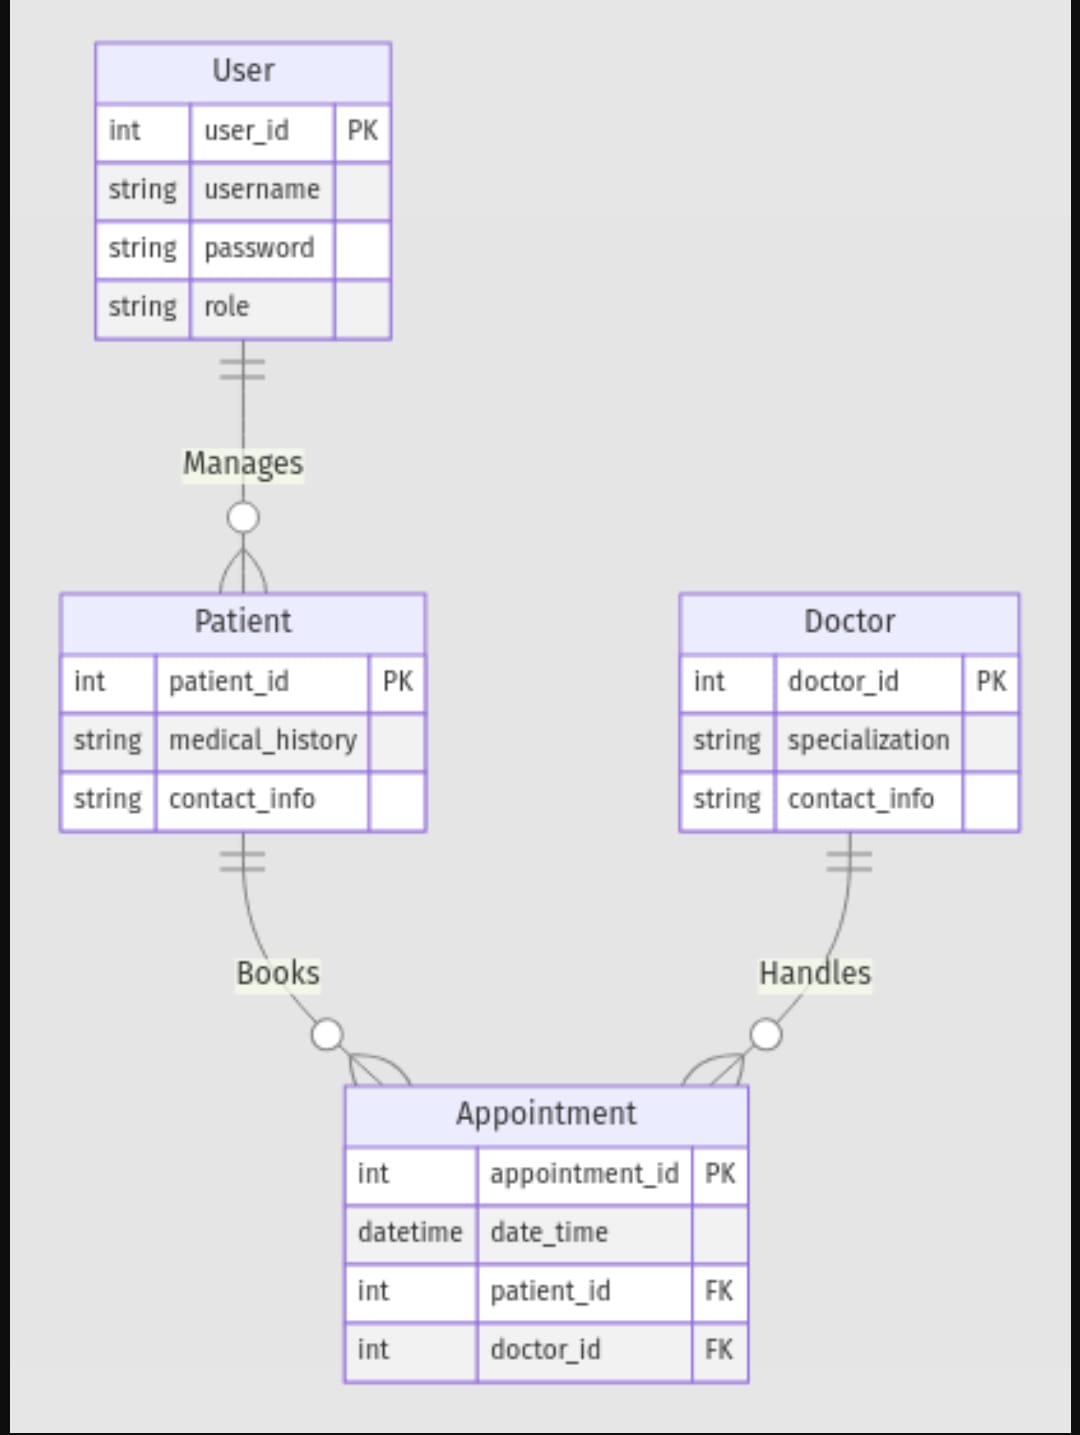 User
int user_id PK
string username
string password
string role
Manages
Patient
int patient_id PK
string medical_history
string contact_info
Doctor
int doctor_id PK
string specialization
string contact_info
Books
Handles
Appointment
int appointment_id PK
datetime date_time
int patient_id FK
int doctor_id FK